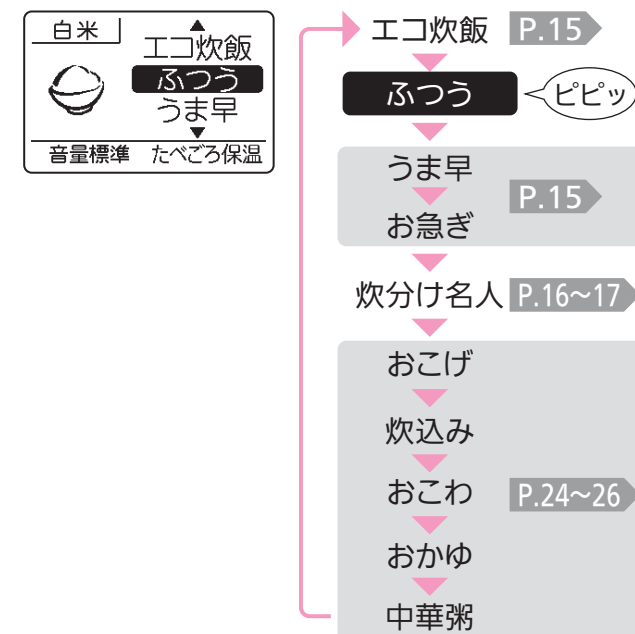 白米
エコ炊飯
ふつう
うま早
音量標準 たべごろ保温
エコ炊飯 P.15
ふつう ピピッ
うま早
P.15
お急ぎ
炊分け名人 P.16～17
おこげ
炊込み
おこわ P.24～26
おかゆ
中華粥